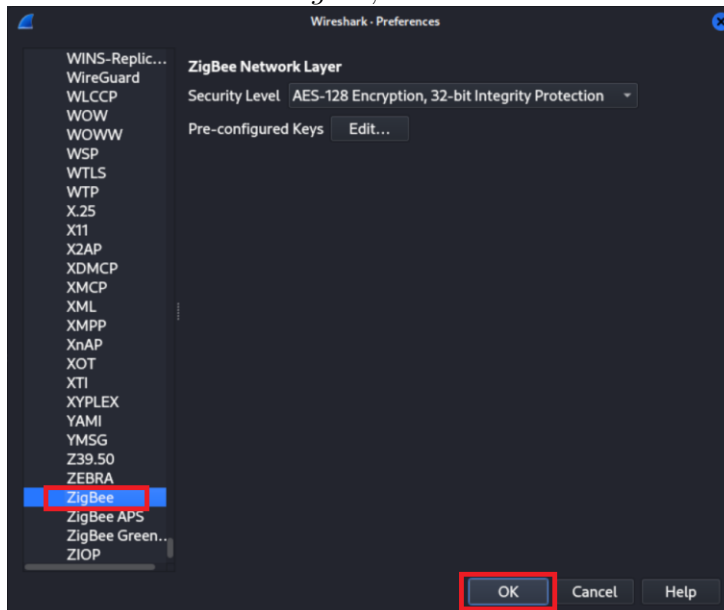 Wireshark · Preferences
WINS-Replic...
WireGuard
WLCCP
WOW
WOWW
WSP
WTLS
WTP
X.25
X11
X2AP
XDMCP
XMCP
XML
XMPP
XnAP
XOT
XTI
XYPLEX
YAMI
YMSG
Z39.50
ZEBRA
ZigBee
ZigBee APS
ZigBee Green..
ZIOP
ZigBee Network Layer
Security Level AES-128 Encryption, 32-bit Integrity Protection
Pre-configured Keys Edit...
OK Cancel Help